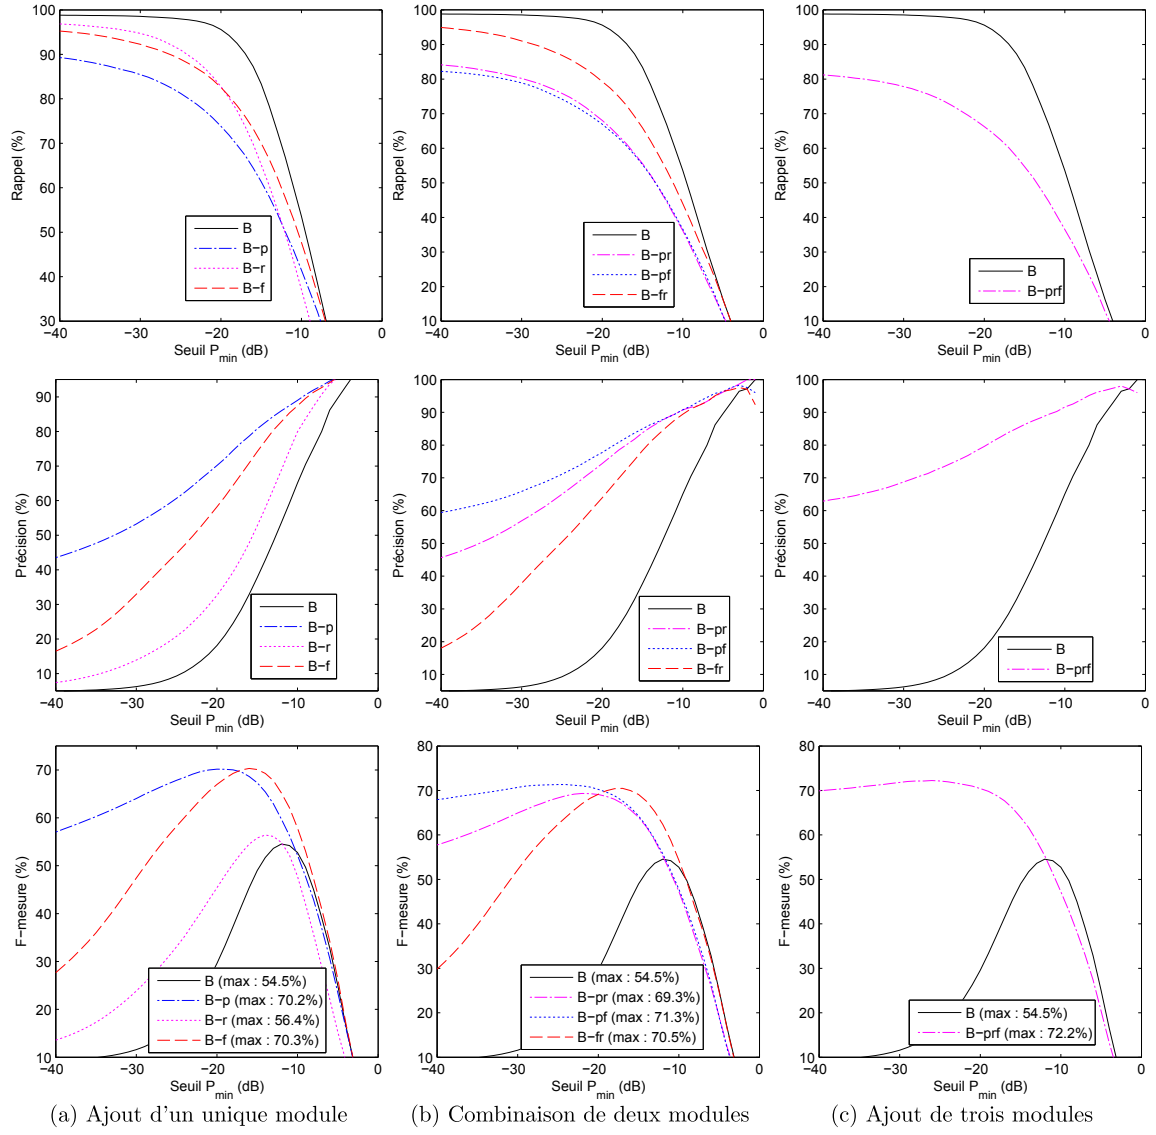 100
90
80
70
60
50
40
30
−40
−30
−20
−10
0
Rappel (%)
Seuil P_min (dB)
B
B−p
B−r
B−f
100
90
80
70
60
50
40
30
20
10
−40
−30
−20
−10
0
Rappel (%)
Seuil P_min (dB)
B
B−pr
B−pf
B−fr
100
90
80
70
60
50
40
30
20
10
−40
−30
−20
−10
0
Rappel (%)
Seuil P_min (dB)
B
B−prf
90
80
70
60
50
40
30
20
10
−40
−30
−20
−10
0
Précision (%)
Seuil P_min (dB)
B
B−p
B−r
B−f
100
90
80
70
60
50
40
30
20
10
−40
−30
−20
−10
0
Précision (%)
Seuil P_min (dB)
B
B−pr
B−pf
B−fr
100
90
80
70
60
50
40
30
20
10
−40
−30
−20
−10
0
Précision (%)
Seuil P_min (dB)
B
B−prf
80
70
60
50
40
30
20
10
−40
−30
−20
−10
0
F−mesure (%)
Seuil P_min (dB)
B (max : 54.5%)
B−p (max : 70.2%)
B−r (max : 56.4%)
B−f (max : 70.3%)
80
70
60
50
40
30
20
10
−40
−30
−20
−10
0
F−mesure (%)
Seuil P_min (dB)
B (max : 54.5%)
B−pr (max : 69.3%)
B−pf (max : 71.3%)
B−fr (max : 70.5%)
80
70
60
50
40
30
20
10
−40
−30
−20
−10
0
F−mesure (%)
Seuil P_min (dB)
B (max : 54.5%)
B−prf (max : 72.2%)
(a) Ajout d'un unique module
(b) Combinaison de deux modules
(c) Ajout de trois modules